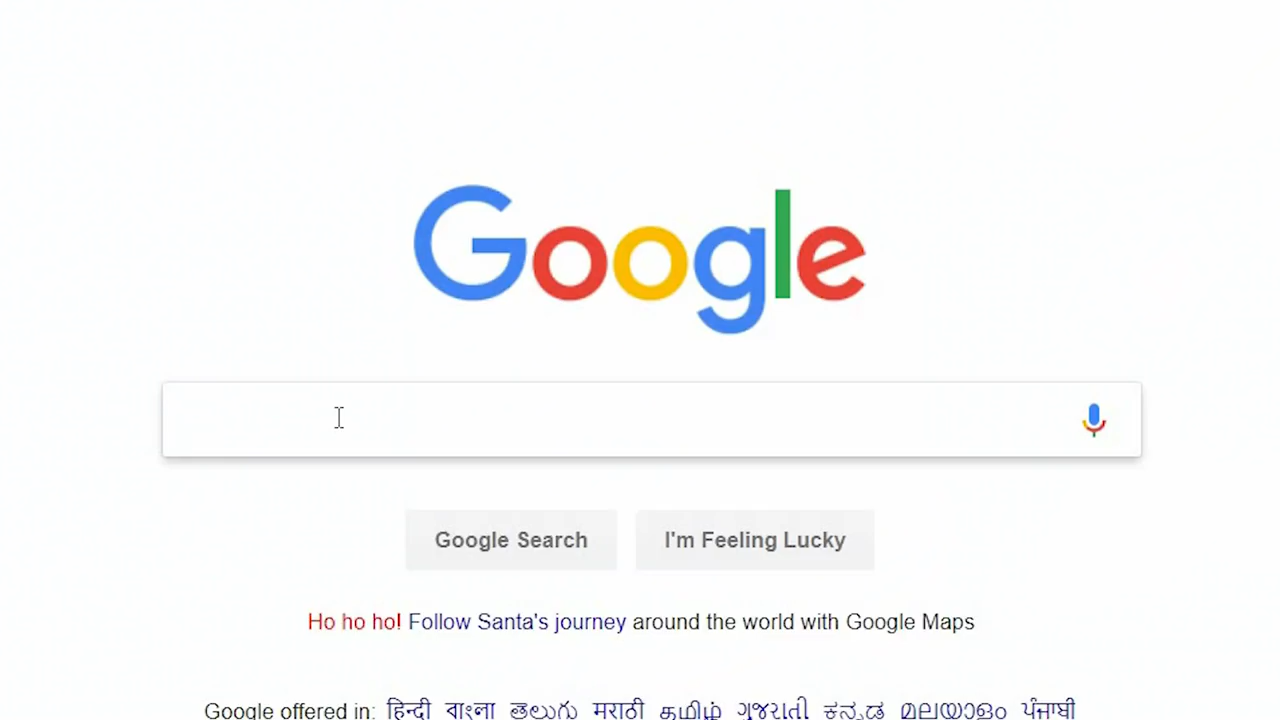 Google
Google Search
I'm Feeling Lucky
Ho ho ho! Follow Santa's journey around the world with Google Maps
Google offered in: हिन्दी বাংলা తెలుగు मराठी தமிழ் ગુજરાતી ಕನ್ನಡ മലയാളം ਪੰਜਾਬੀ